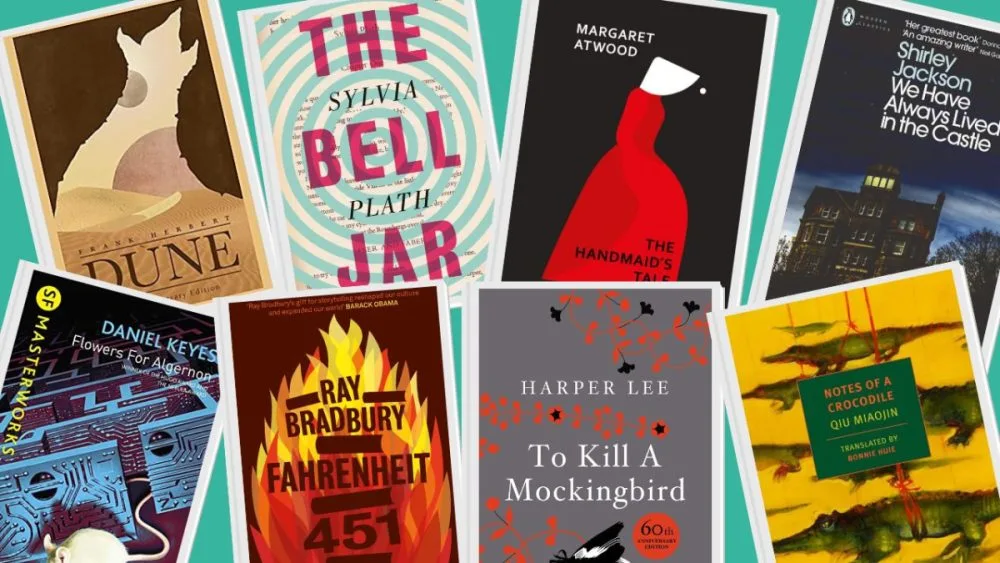 FRANK HERBERT
DUNE
Edition
THE
SYLVIA
BELL
PLATH
JAR
MARGARET
ATWOOD
THE
HANDMAID'S
TALE
MODERN
CLASSICS
'Her greatest book'
'An amazing writer'
Shirley
Jackson
We Have
Always Lived
in the Castle
SF MASTERWORKS
DANIEL KEYES
Flowers For Algernon
'Ray Bradbury's gift for storytelling reshaped our culture
and expanded our world' BARACK OBAMA
RAY
BRADBURY
FAHRENHEIT
451
HARPER LEE
To Kill A
Mockingbird
60th
ANNIVERSARY
EDITION
NOTES OF A
CROCODILE
QIU MIAOJIN
TRANSLATED BY
BONNIE HUIE